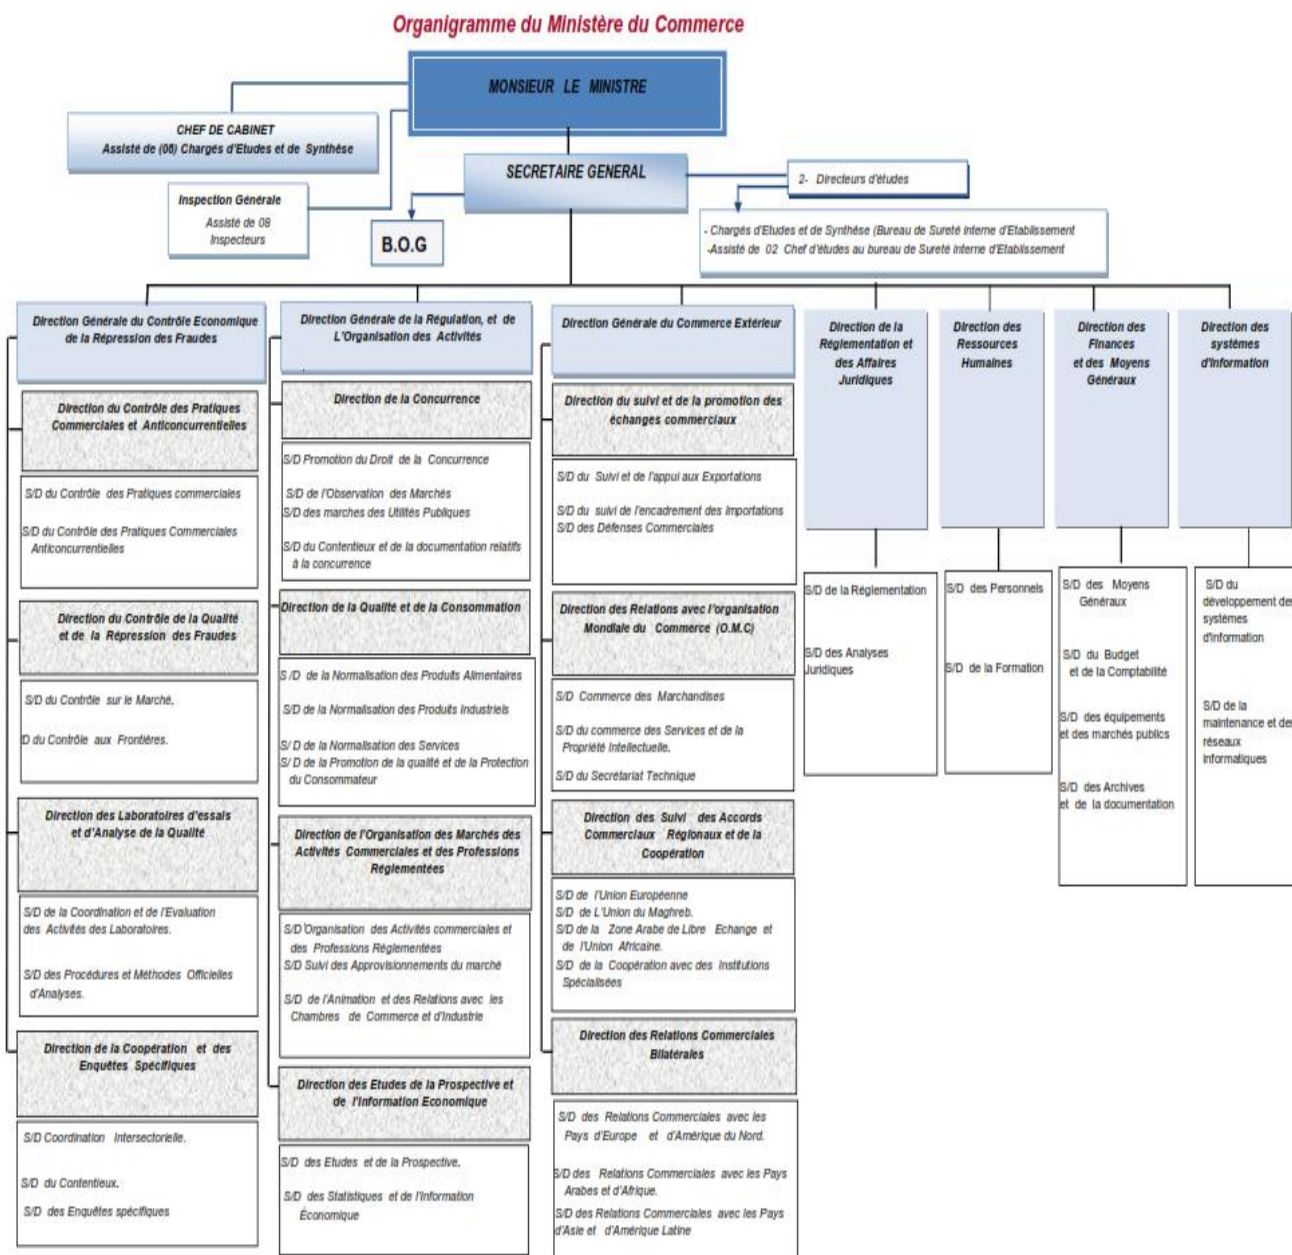 Organigramme du Ministère du Commerce
MONSIEUR LE MINISTRE
CHEF DE CABINET
Assisté de (08) Chargés d'Etudes et de Synthèse
SECRETAIRE GENERAL
2- Directeurs d'études
Inspection Générale
Assisté de 08
Inspecteurs
B.O.G
- Chargés d'Etudes et de Synthèse (Bureau de Sureté Interne d'Etablissement
-Assisté de 02 Chef d'études au bureau de Sureté Interne d'Etablissement
Direction Générale du Contrôle Economique
de la Répression des Fraudes
Direction du Contrôle des Pratiques
Commerciales et Anticoncurrentielles
S/D du Contrôle des Pratiques commerciales
S/D du Contrôle des Pratiques Commerciales
Anticoncurrentielles
Direction du Contrôle de la Qualité
et de la Répression des Fraudes
S/D du Contrôle sur le Marché.
D du Contrôle aux Frontières.
Direction des Laboratoires d'essais
et d'Analyse de la Qualité
S/D de la Coordination et de l'Evaluation
des Activités des Laboratoires.
S/D des Procédures et Méthodes Officielles
d'Analyses.
Direction de la Coopération et des
Enquêtes Spécifiques
S/D Coordination Intersectorielle.
S/D du Contentieux.
S/D des Enquêtes spécifiques
Direction Générale de la Régulation, et de
L'Organisation des Activités
Direction de la Concurrence
S/D Promotion du Droit de la Concurrence
S/D de l'Observation des Marchés
S/D des marches des Utilités Publiques
S/D du Contentieux et de la documentation relatifs
à la concurrence
Direction de la Qualité et de la Consommation
S /D de la Normalisation des Produits Alimentaires
S/D de la Normalisation des Produits Industriels
S/ D de la Normalisation des Services
S/ D de la Promotion de la qualité et de la Protection
du Consommateur
Direction de l'Organisation des Marchés des
Activités Commerciales et des Professions
Règlementées
S/D 'Organisation des Activités commerciales et
des Professions Règlementées
S/D Suivi des Approvisionnements du marché
S/D de l'Animation et des Relations avec les
Chambres de Commerce et d'Industrie
Direction des Etudes de la Prospective et
de l'Information Economique
S/D des Etudes et de la Prospective.
S/D des Statistiques et de l'Information
Économique
Direction Générale du Commerce Extérieur
Direction du suivi et de la promotion des
échanges commerciaux
S/D du Suivi et de l'appui aux Exportations
S/D du suivi de l'encadrement des Importations
S/D des Défenses Commerciales
Direction des Relations avec l'organisation
Mondiale du Commerce (O.M.C)
S/D Commerce des Marchandises
S/D du commerce des Services et de la
Propriété Intellectuelle.
S/D du Secrétariat Technique
Direction des Suivi des Accords
Commerciaux Régionaux et de la
Coopération
S/D de l'Union Européenne
S/D de L'Union du Maghreb.
S/D de la Zone Arabe de Libre Echange et
de l'Union Africaine.
S/D de la Coopération avec des Institutions
Spécialisées
Direction des Relations Commerciales
Bilatérales
S/D des Relations Commerciales avec les
Pays d'Europe et d'Amérique du Nord.
S/D des Relations Commerciales avec les Pays
Arabes et d'Afrique.
S/D des Relations Commerciales avec les Pays
d'Asie et d'Amérique Latine
Direction de la
Réglementation et
des Affaires
Juridiques
S/D de la Réglementation
S/D des Analyses
Juridiques
Direction des
Ressources
Humaines
S/D des Personnels
S/D de la Formation
Direction des
Finances
et des Moyens
Généraux
S/D des Moyens
Généraux
S/D du Budget
et de la Comptabilité
S/D des équipements
et des marchés publics
S/D des Archives
et de la documentation
Direction des
systèmes
d'information
S/D du
développement des
systèmes
d'information
S/D de la
maintenance et des
réseaux
Informatiques